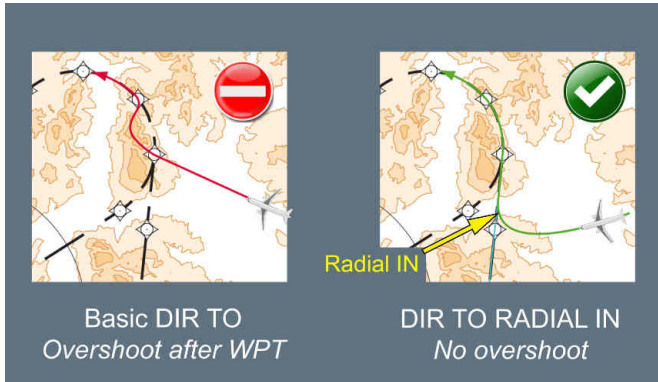 Radial IN
Basic DIR TO
Overshoot after WPT
DIR TO RADIAL IN
No overshoot